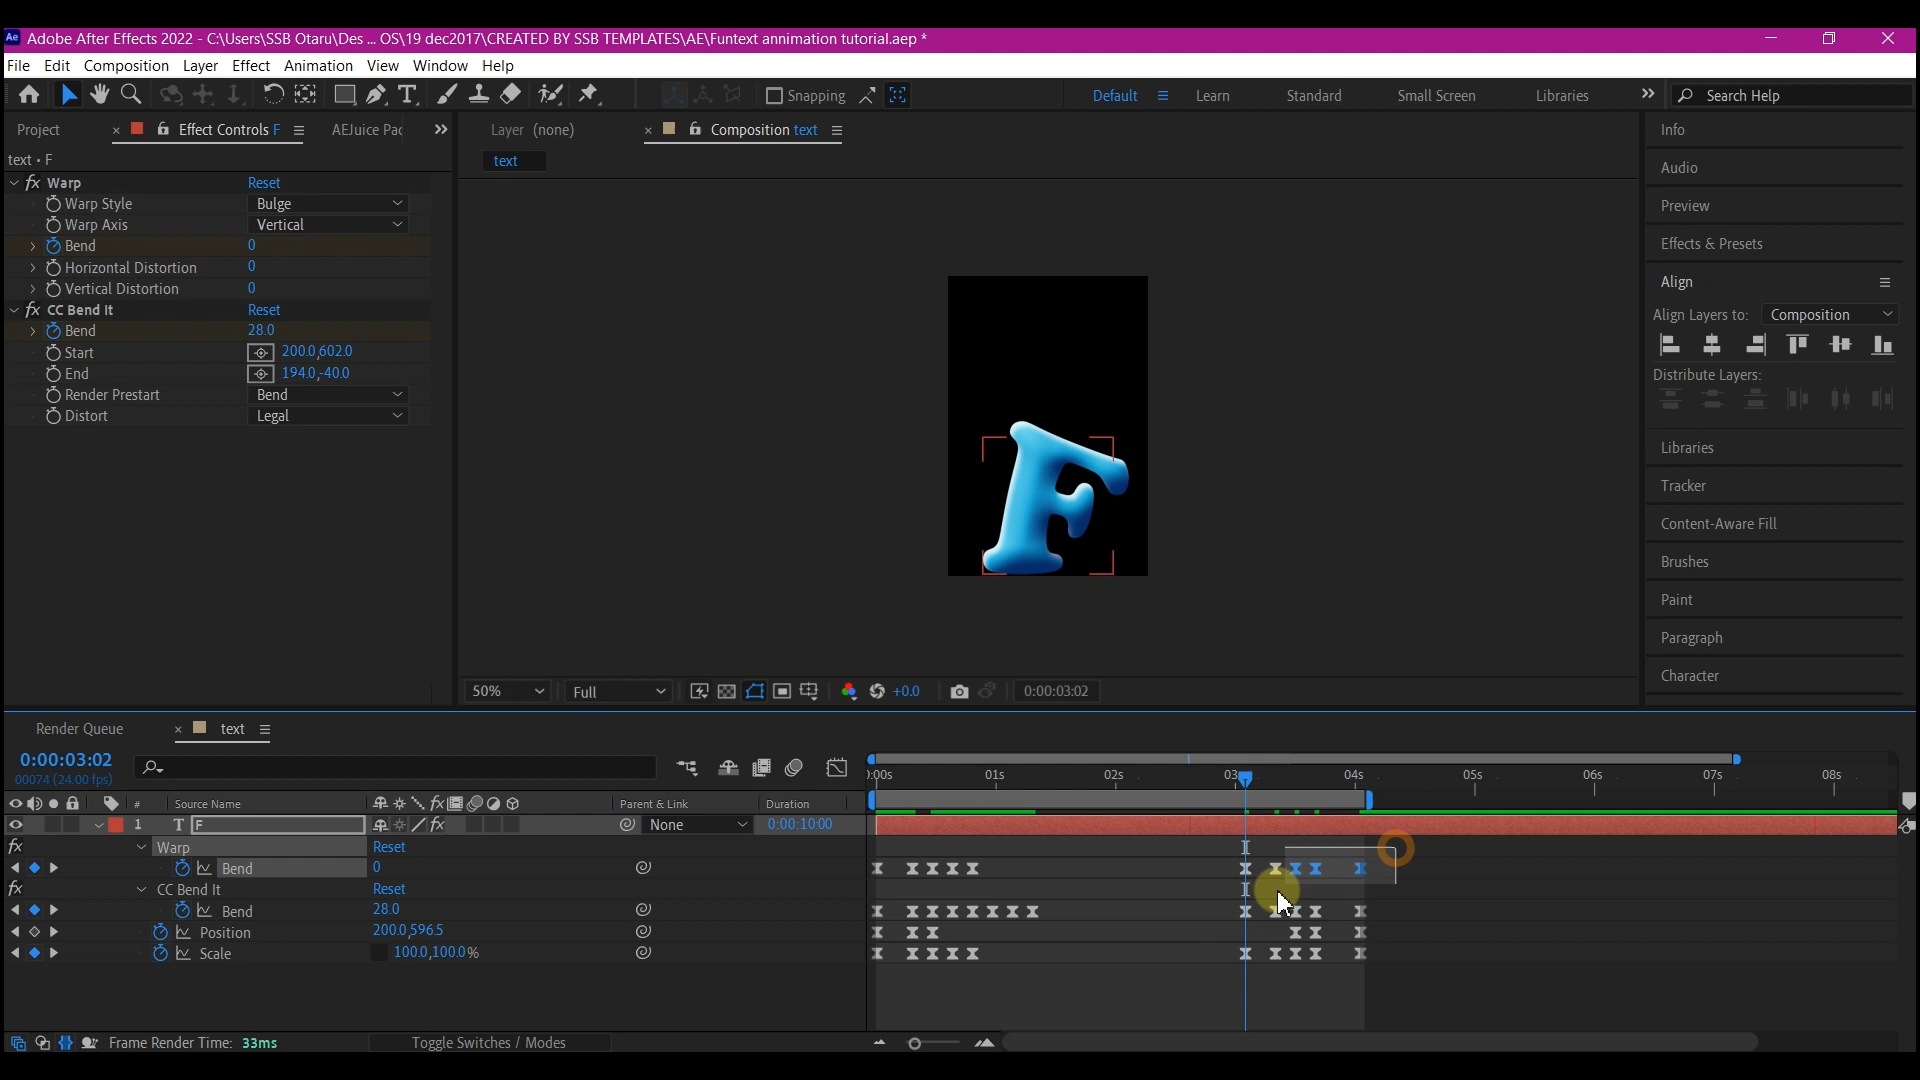 Ae Adobe After Effects 2022 - C:\Users\SSB Otaru\Des ... OS\19 dec2017\CREATED BY SSB TEMPLATES\AE\Funtext annimation tutorial.aep *
File Edit Composition Layer Effect Animation View Window Help
Snapping Default Learn Standard Small Screen Libraries Search Help
Project Effect Controls F AEJuice Pac Layer (none) Composition text Info
text • F
text
Audio
Preview
Effects & Presets
Align
Align Layers to: Composition
Distribute Layers:
Libraries
Tracker
Content-Aware Fill
Brushes
Paint
Paragraph
Character
fx Warp Reset
Warp Style Bulge
Warp Axis Vertical
Bend 0
Horizontal Distortion 0
Vertical Distortion 0
fx CC Bend It Reset
Bend 28.0
Start 200.0,602.0
End 194.0,-40.0
Render Prestart Bend
Distort Legal
F
50% Full +0.0 0:00:03:02
Render Queue text
0:00:03:02
00074 (24.00 fps)
0:00s 01s 02s 03 04s 05s 06s 07s 08s
# Source Name fx Parent & Link Duration
1 T F fx None 0:00:10:00
fx Warp Reset
Bend 0
fx CC Bend It Reset
Bend 28.0
Position 200.0,596.5
Scale 100.0,100.0%
Frame Render Time: 33ms Toggle Switches / Modes